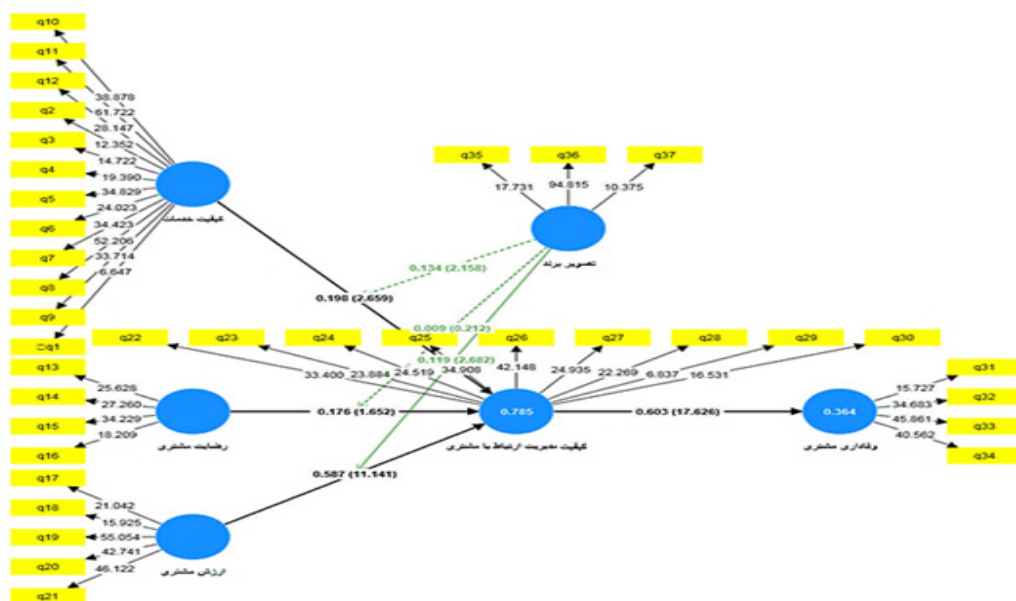 q10
q11
q12
q2
q3
q4
q5
q6
q7
q8
q9
q1
38.878
61.722
28.147
12.352
14.722
19.390
34.829
24.023
34.423
52.206
33.714
6.647
کیفیت خدمات
q35
q36
q37
17.731
94.815
10.375
تصویر برند
0.134 (2.158)
0.198 (2.659)
0.009 (0.212)
0.119 (2.682)
q22
q23
q24
q25
q26
q27
q28
q29
q30
33.400
23.884
24.519
34.908
42.148
24.935
22.269
6.837
16.531
q13
q14
q15
q16
25.628
27.260
34.229
18.209
رضایت مشتری
0.176 (1.652)
0.785
کیفیت مدیریت ارتباط با مشتری
0.603 (17.626)
0.364
وفاداری مشتری
q31
q32
q33
q34
15.727
34.683
45.861
40.562
0.587 (11.141)
q17
q18
q19
q20
q21
21.042
15.925
55.054
42.741
46.122
ارزش مشتری